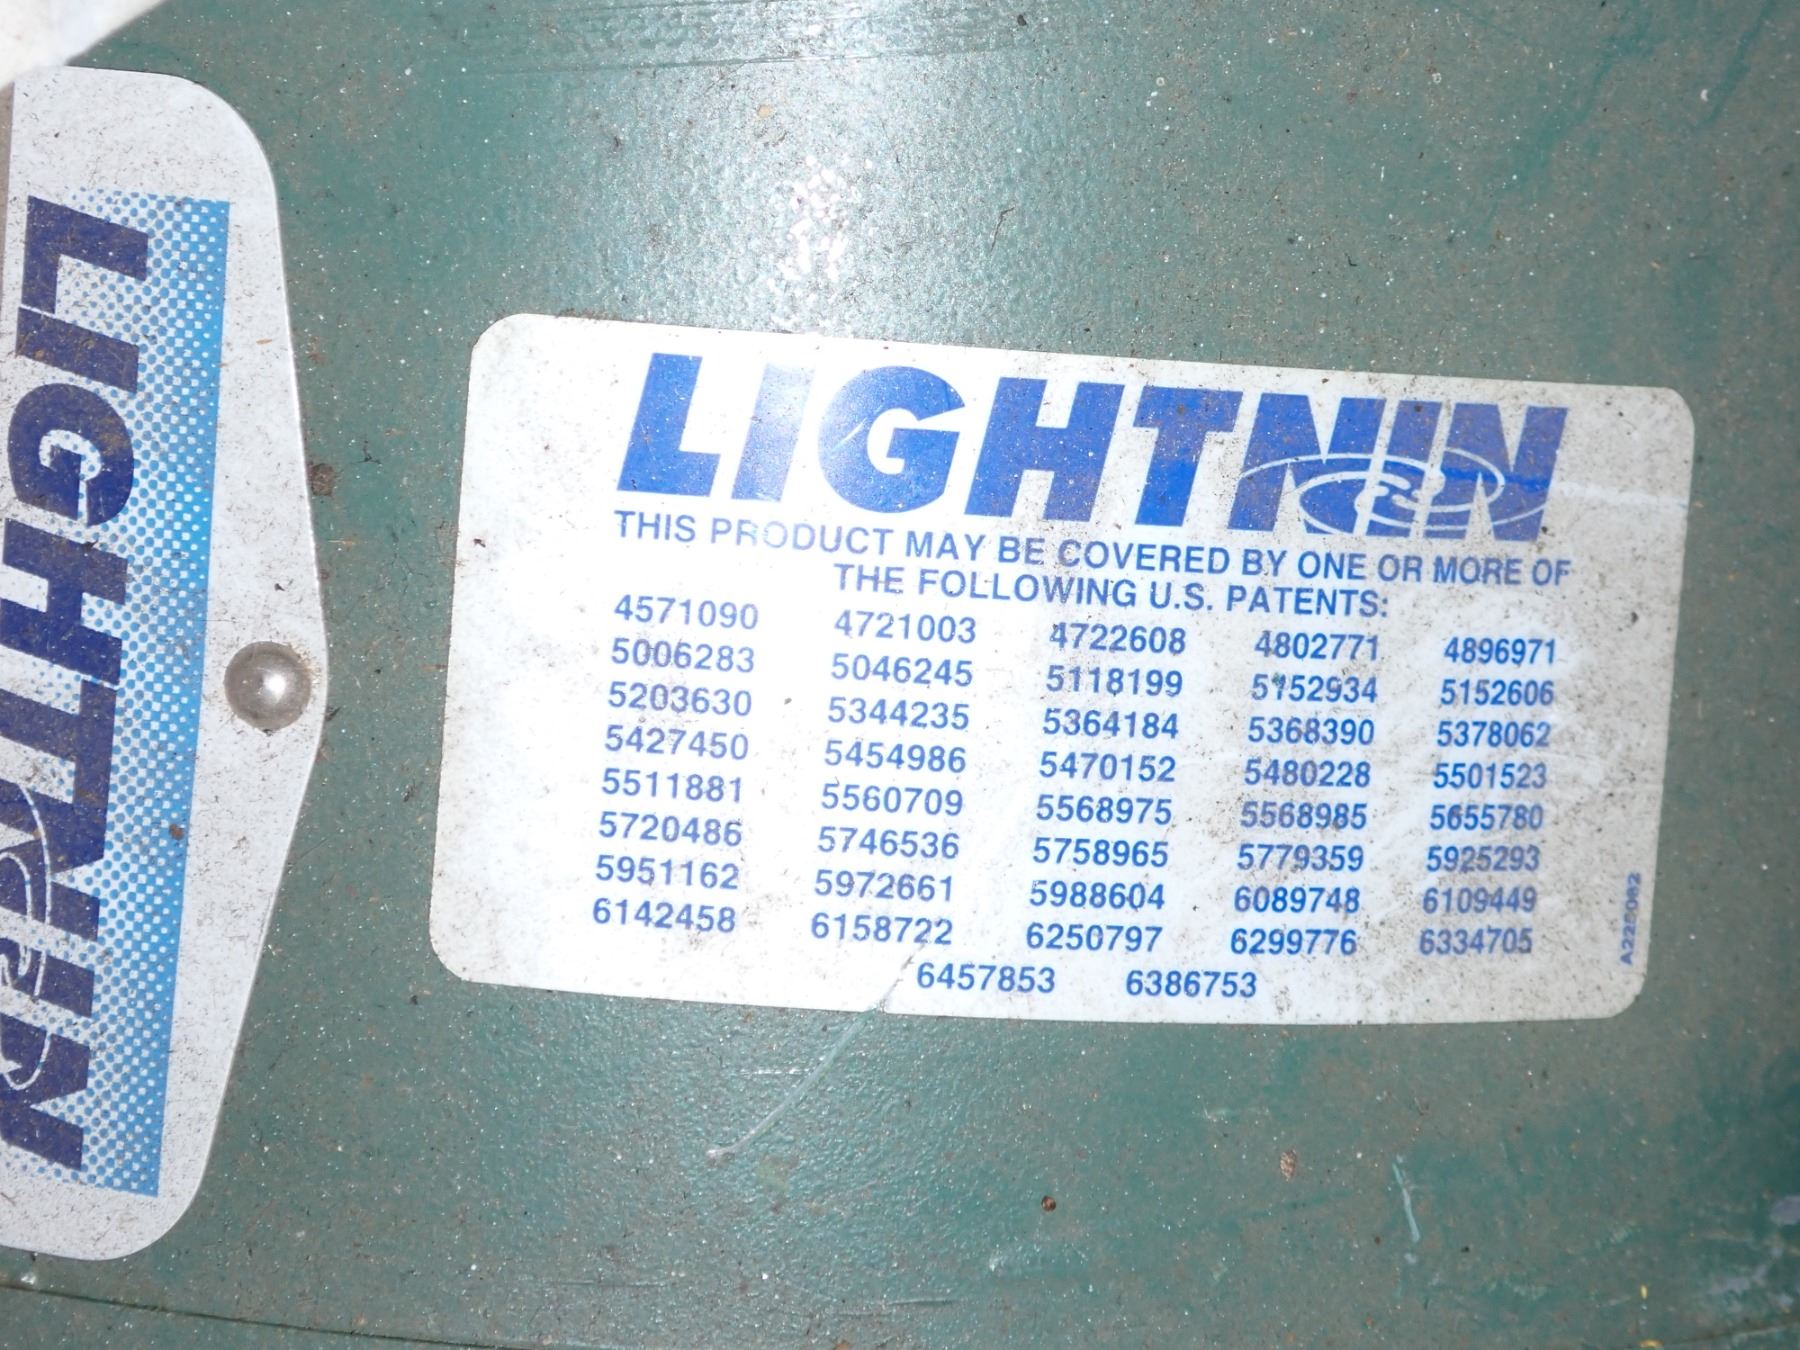 LIGHTNIN
LIGHTNIN
THIS PRODUCT MAY BE COVERED BY ONE OR MORE OF
THE FOLLOWING U.S. PATENTS:
4571090 4721003 4722608 4802771 4896971
5006283 5046245 5118199 5152934 5152606
5203630 5344235 5364184 5368390 5378062
5427450 5454986 5470152 5480228 5501523
5511881 5560709 5568975 5568985 5655780
5720486 5746536 5758965 5779359 5925293
5951162 5972661 5988604 6089748 6109449
6142458 6158722 6250797 6299776 6334705
6457853 6386753